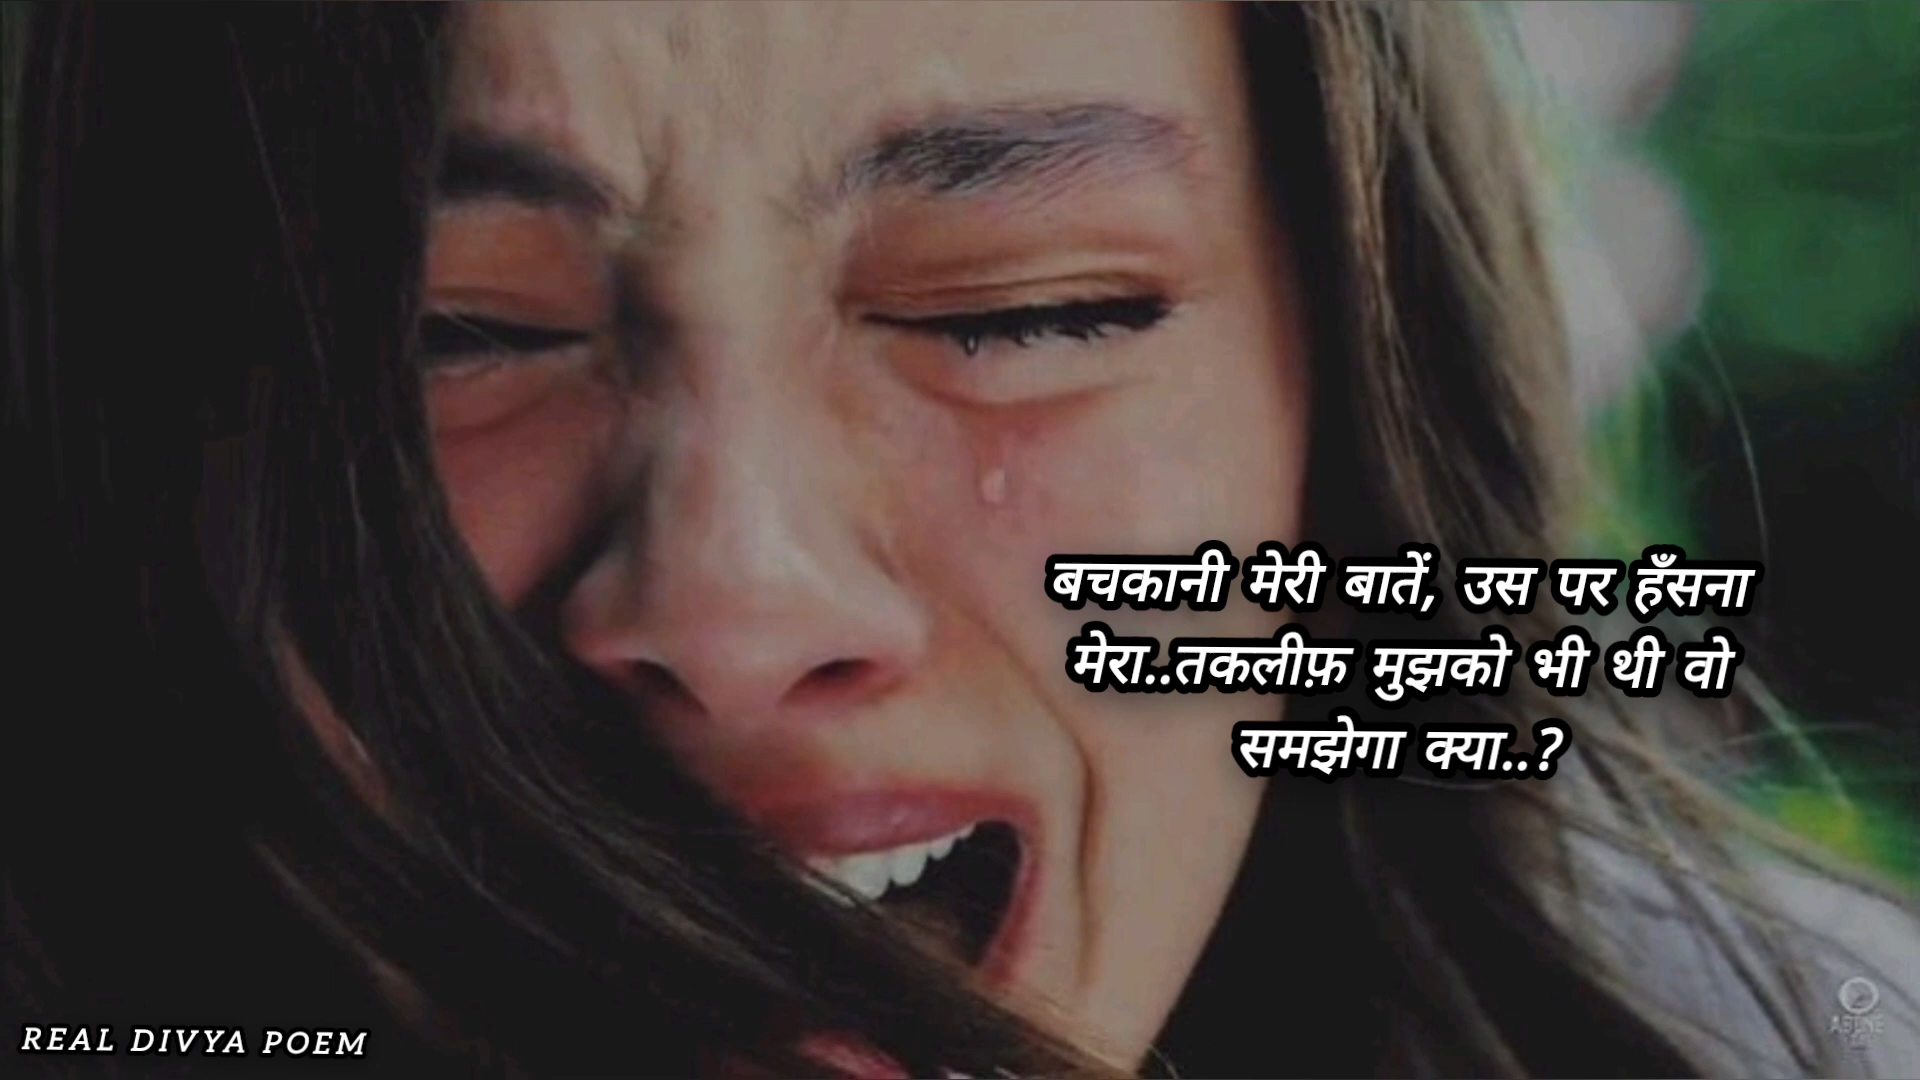 बचकानी मेरी बातें, उस पर हँसना
मेरा..तकलीफ़ मुझको भी थी वो
समझेगा क्या..?
REAL DIVYA POEM